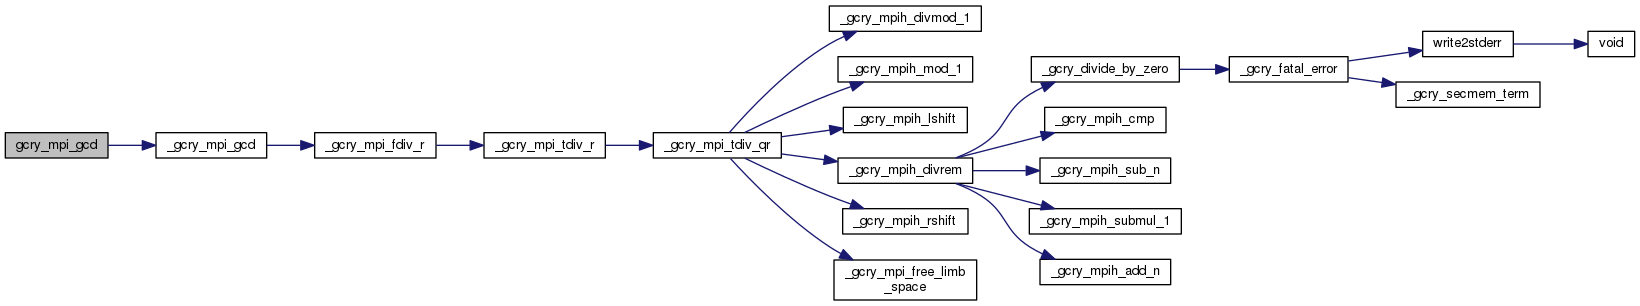 gcry_mpi_gcd
_gcry_mpi_gcd
_gcry_mpi_fdiv_r
_gcry_mpi_tdiv_r
_gcry_mpi_tdiv_qr
_gcry_mpih_divmod_1
_gcry_mpih_mod_1
_gcry_mpih_lshift
_gcry_mpih_divrem
_gcry_mpih_rshift
_gcry_mpi_free_limb
_space
_gcry_divide_by_zero
_gcry_mpih_cmp
_gcry_mpih_sub_n
_gcry_mpih_submul_1
_gcry_mpih_add_n
_gcry_fatal_error
write2stderr
_gcry_secmem_term
void